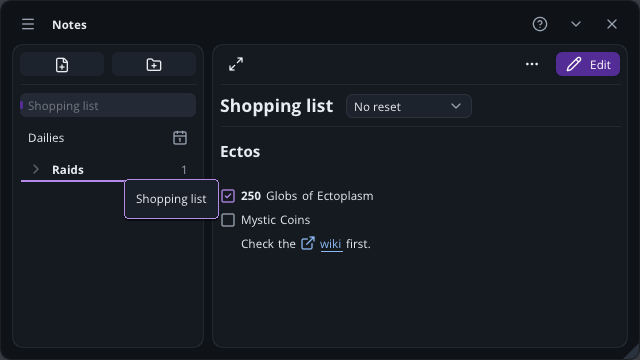 Notes
Edit
Shopping list
Shopping list
No reset
Dailies
Raids
1
Shopping list
Ectos
250 Globs of Ectoplasm
Mystic Coins
Check the wiki first.